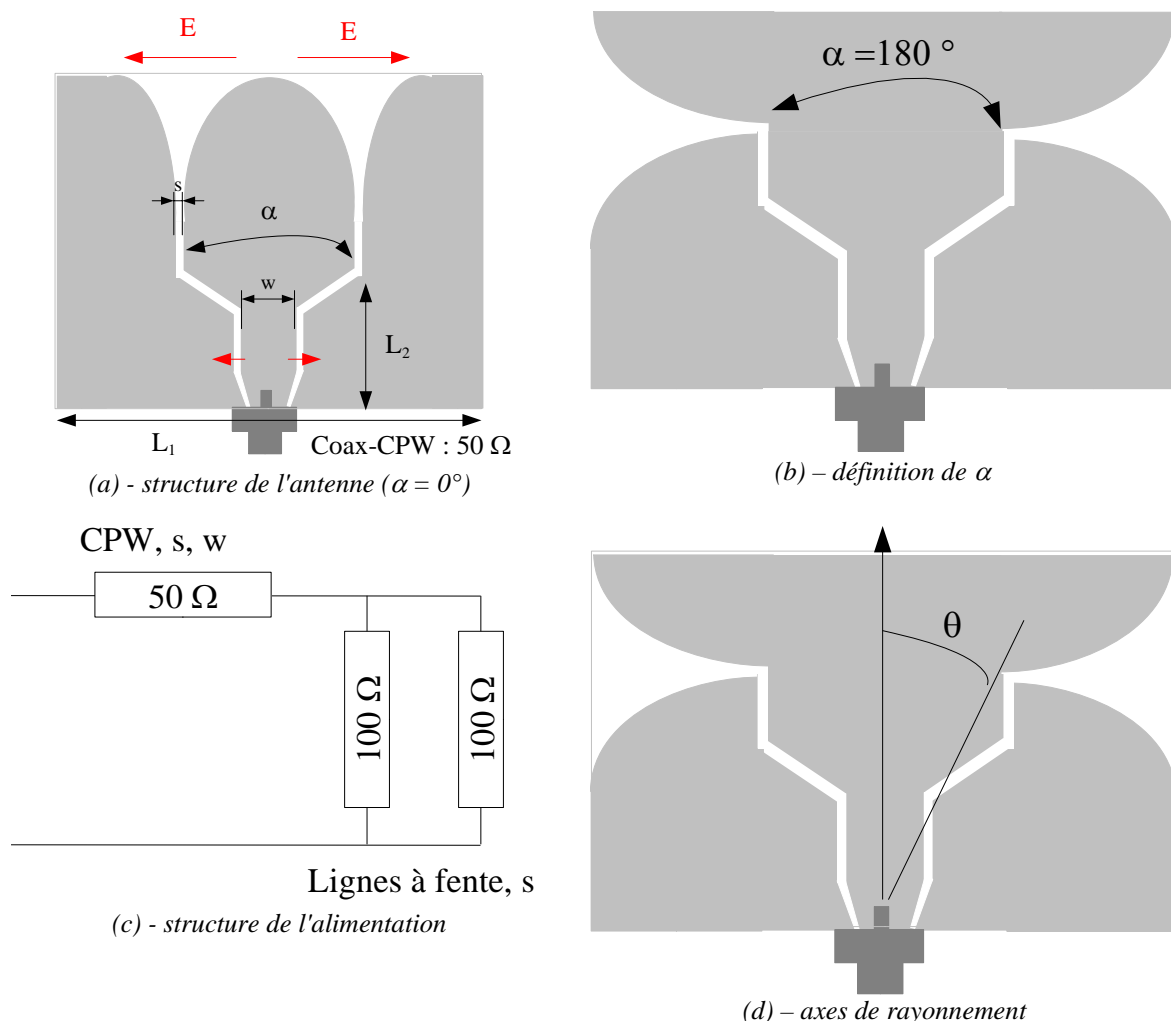 E
E
s
α
w
L₂
L₁
Coax-CPW : 50 Ω
(a) - structure de l'antenne (α = 0°)
α =180 °
(b) – définition de α
CPW, s, w
50 Ω
100 Ω
100 Ω
Lignes à fente, s
(c) - structure de l'alimentation
θ
(d) – axes de rayonnement